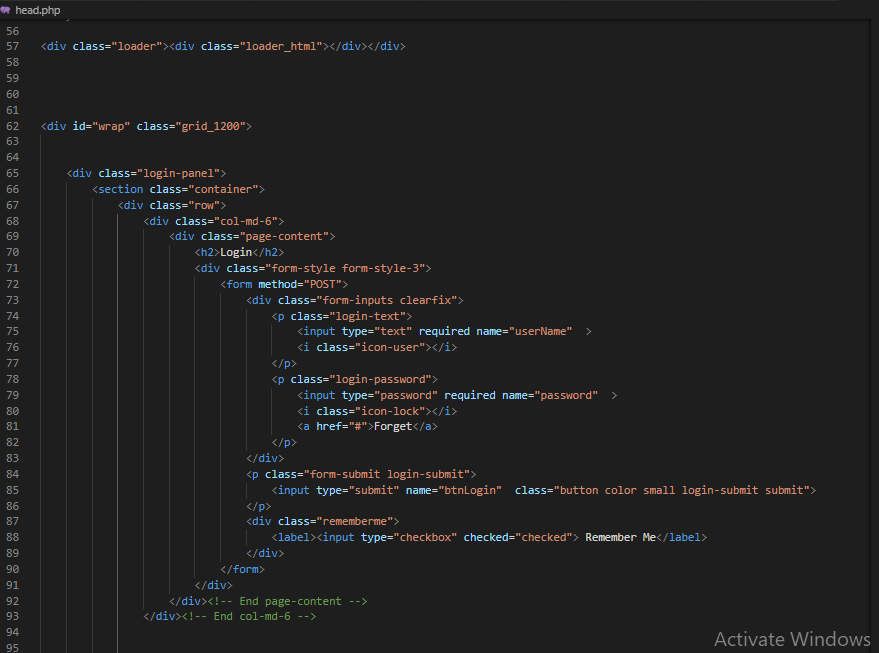 head.php
56
57 <div class="loader"><div class="loader_html"></div></div>
58
59
60
61
62 <div id="wrap" class="grid_1200">
63
64
65 <div class="login-panel">
66 <section class="container">
67 <div class="row">
68 <div class="col-md-6">
69 <div class="page-content">
70 <h2>Login</h2>
71 <div class="form-style form-style-3">
72 <form method="POST">
73 <div class="form-inputs clearfix">
74 <p class="login-text">
75 <input type="text" required name="userName"  >
76 <i class="icon-user"></i>
77 </p>
78 <p class="login-password">
79 <input type="password" required name="password"  >
80 <i class="icon-lock"></i>
81 <a href="#">Forget</a>
82 </p>
83 </div>
84 <p class="form-submit login-submit">
85 <input type="submit" name="btnLogin"  class="button color small login-submit submit">
86 </p>
87 <div class="rememberme">
88 <label><input type="checkbox" checked="checked"> Remember Me</label>
89 </div>
90 </form>
91 </div>
92 </div><!-- End page-content -->
93 </div><!-- End col-md-6 -->
94
95
Activate Windows